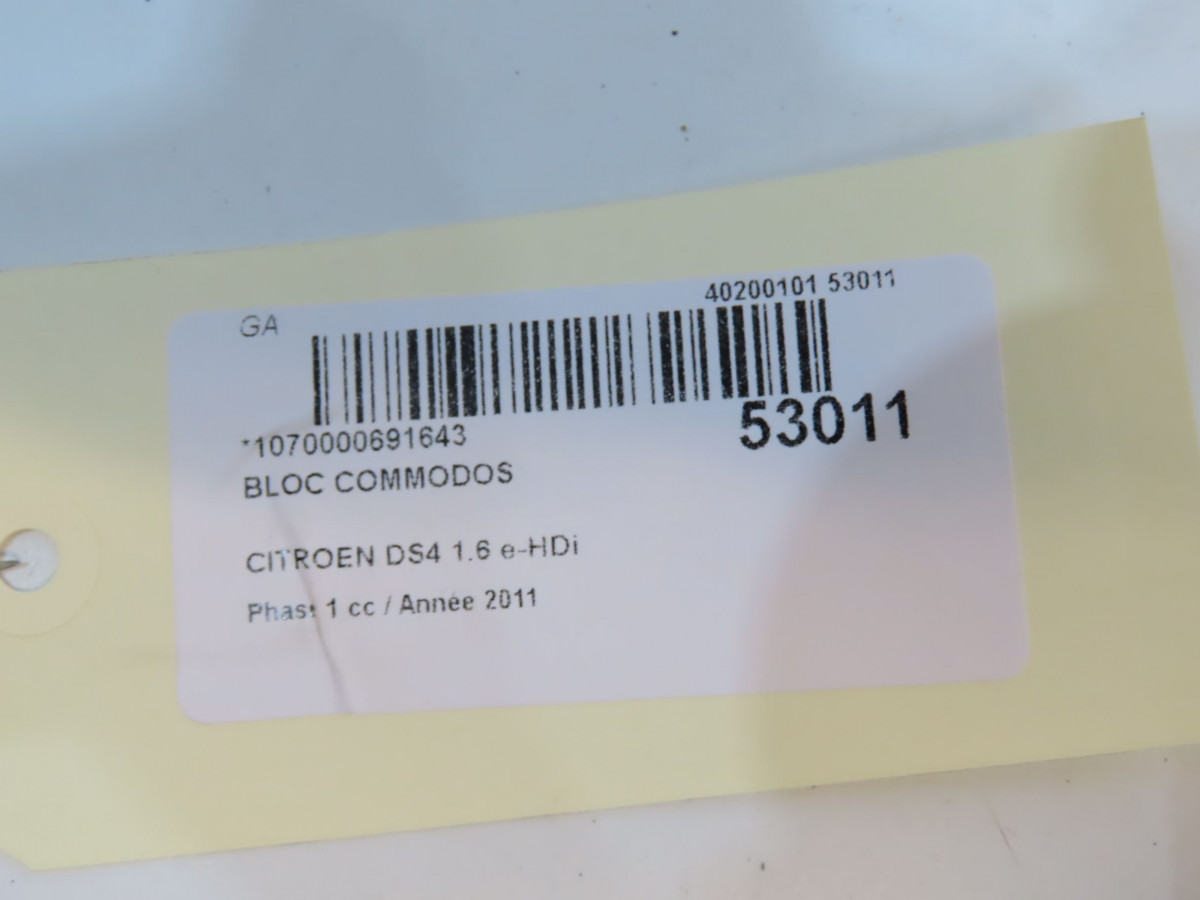 GA
40200101 53011
*1070000691643
53011
BLOC COMMODOS
CITROEN DS4 1.6 e-HDi
Phase 1 cc / Année 2011